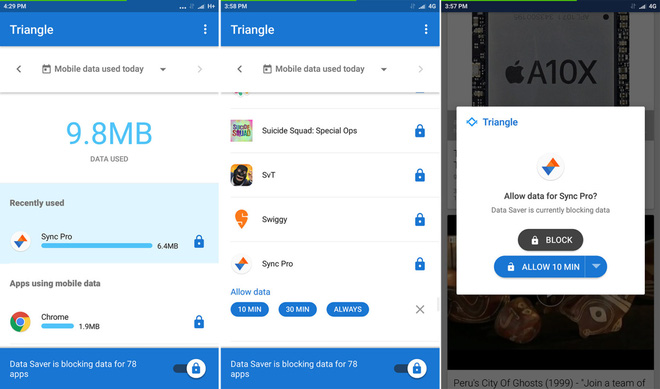 4:29 PM
... H+
Triangle
Mobile data used today
9.8MB
DATA USED
Recently used
Sync Pro
6.4MB
Apps using mobile data
Chrome
1.9MB
Data Saver is blocking data for 78
apps
3:58 PM
4G
Triangle
Mobile data used today
Suicide Squad: Special Ops
SvT
Swiggy
Sync Pro
Allow data
10 MIN
30 MIN
ALWAYS
Data Saver is blocking data for 78
apps
3:57 PM
4G
A10X
Triangle
Allow data for Sync Pro?
Data Saver is currently blocking data
BLOCK
ALLOW 10 MIN
Peru's City Of Ghosts (1999) - "Join a team of